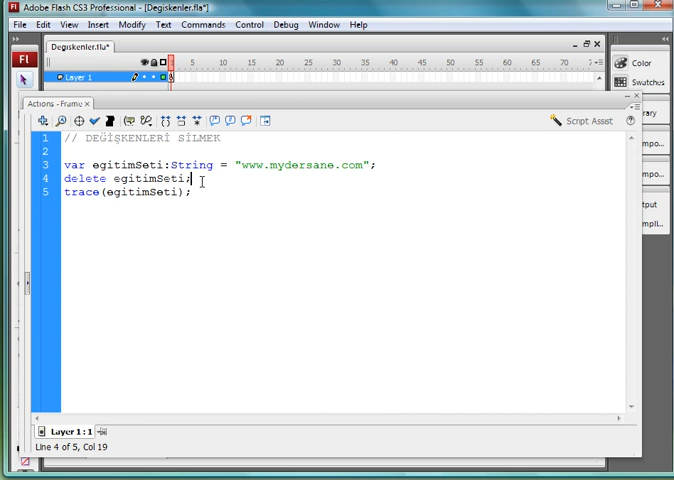 Fl Adobe Flash CS3 Professional - [Degiskenler.fla*]
File Edit View Insert Modify Text Commands Control Debug Window Help
Degiskenler.fla*
Fl
5 10 15 20 25 30 35 40 45 50 55 60 65 70
Layer 1
Color
Swatches
Actions - Frame
Script Assist
1 // DEĞİŞKENLERİ SİLMEK
2
3 var egitimSeti:String = "www.mydersane.com";
4 delete egitimSeti;
5 trace(egitimSeti);
Layer 1 : 1
Line 4 of 5, Col 19